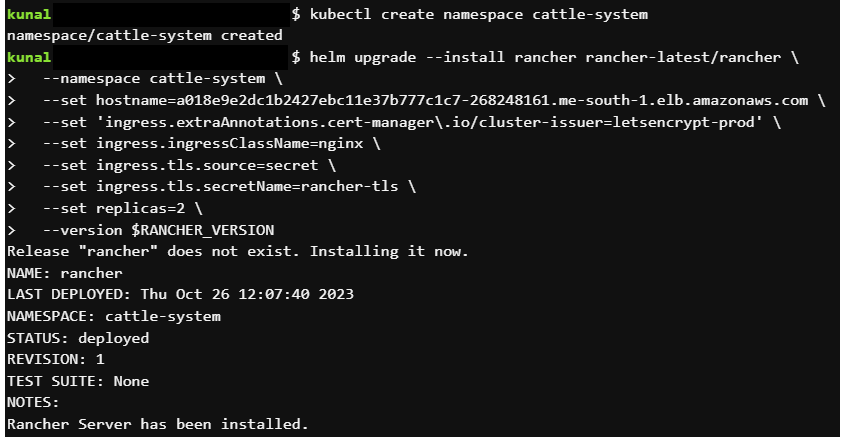 kunal $ kubectl create namespace cattle-system
namespace/cattle-system created
kunal $ helm upgrade --install rancher rancher-latest/rancher \
> --namespace cattle-system \
> --set hostname=a018e9e2dc1b2427ebc11e37b777c1c7-268248161.me-south-1.elb.amazonaws.com \
> --set 'ingress.extraAnnotations.cert-manager\.io/cluster-issuer=letsencrypt-prod' \
> --set ingress.ingressClassName=nginx \
> --set ingress.tls.source=secret \
> --set ingress.tls.secretName=rancher-tls \
> --set replicas=2 \
> --version $RANCHER_VERSION
Release "rancher" does not exist. Installing it now.
NAME: rancher
LAST DEPLOYED: Thu Oct 26 12:07:40 2023
NAMESPACE: cattle-system
STATUS: deployed
REVISION: 1
TEST SUITE: None
NOTES:
Rancher Server has been installed.